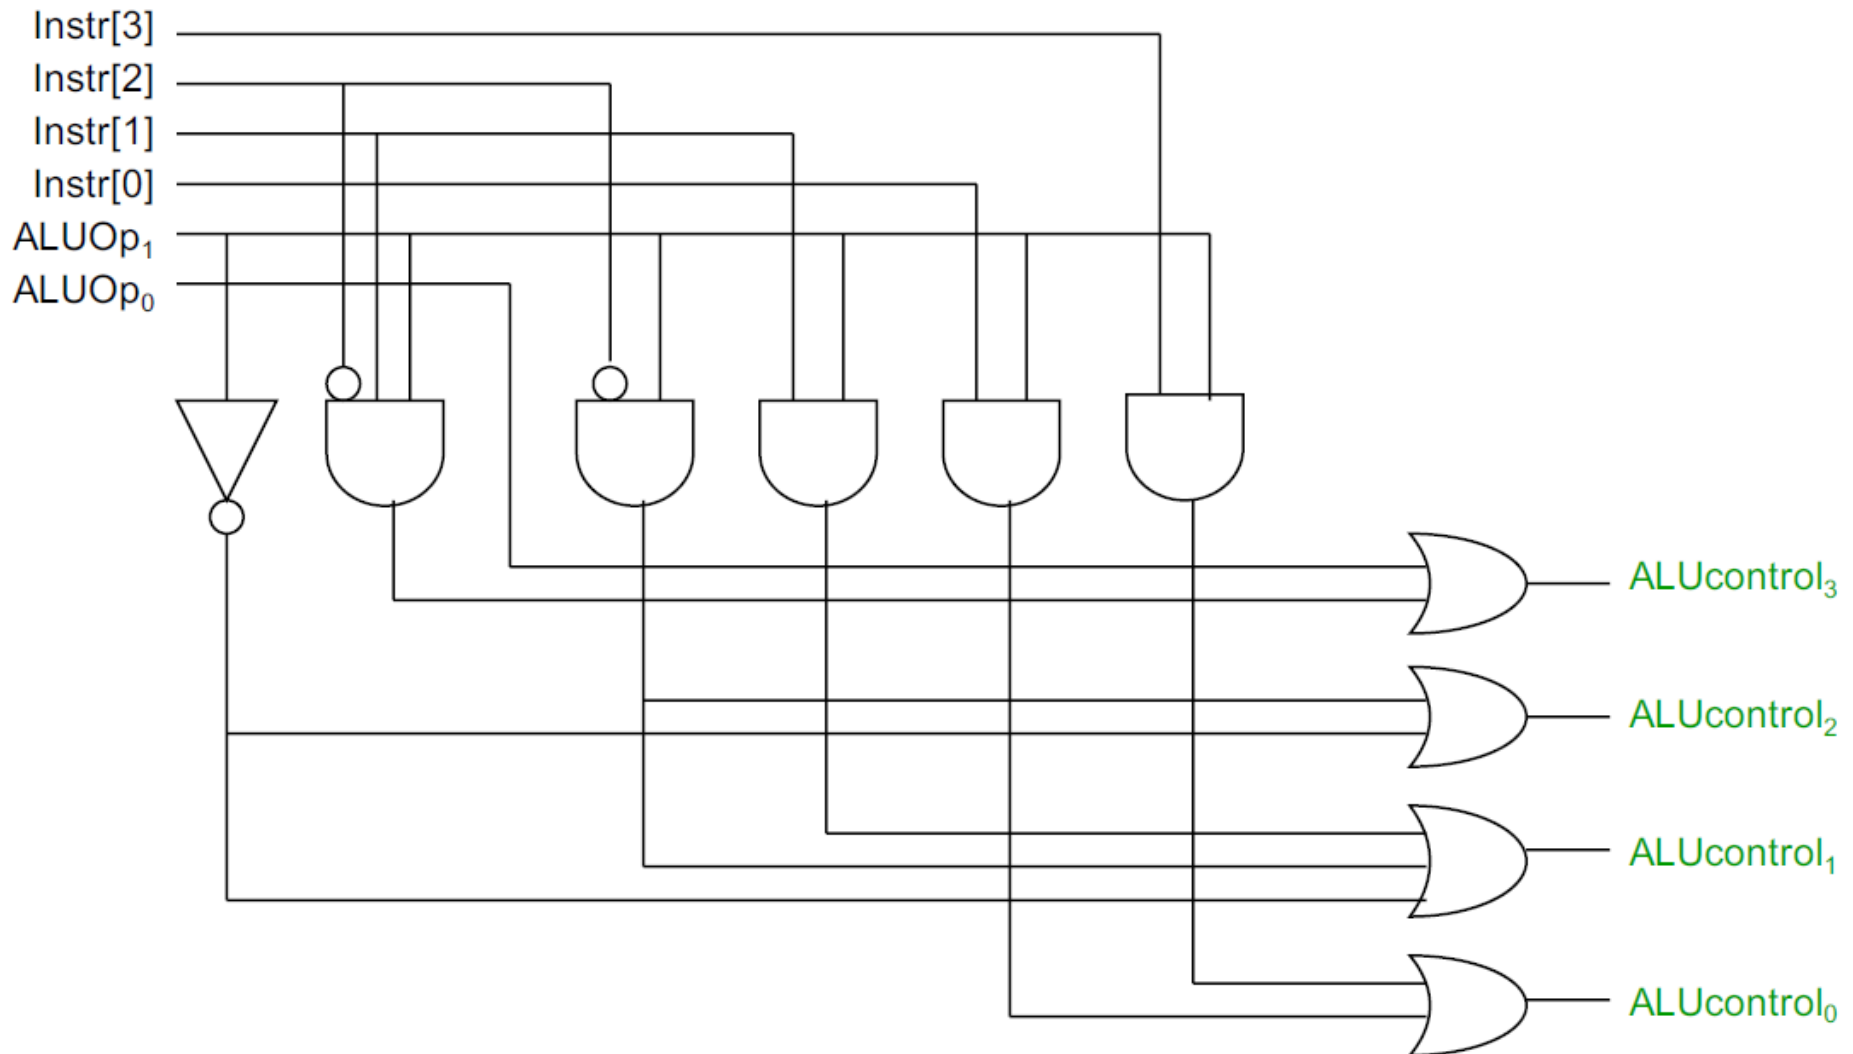 Instr[3]
Instr[2]
Instr[1]
Instr[0]
ALUOp₁
ALUOp₀
ALUcontrol₃
ALUcontrol₂
ALUcontrol₁
ALUcontrol₀